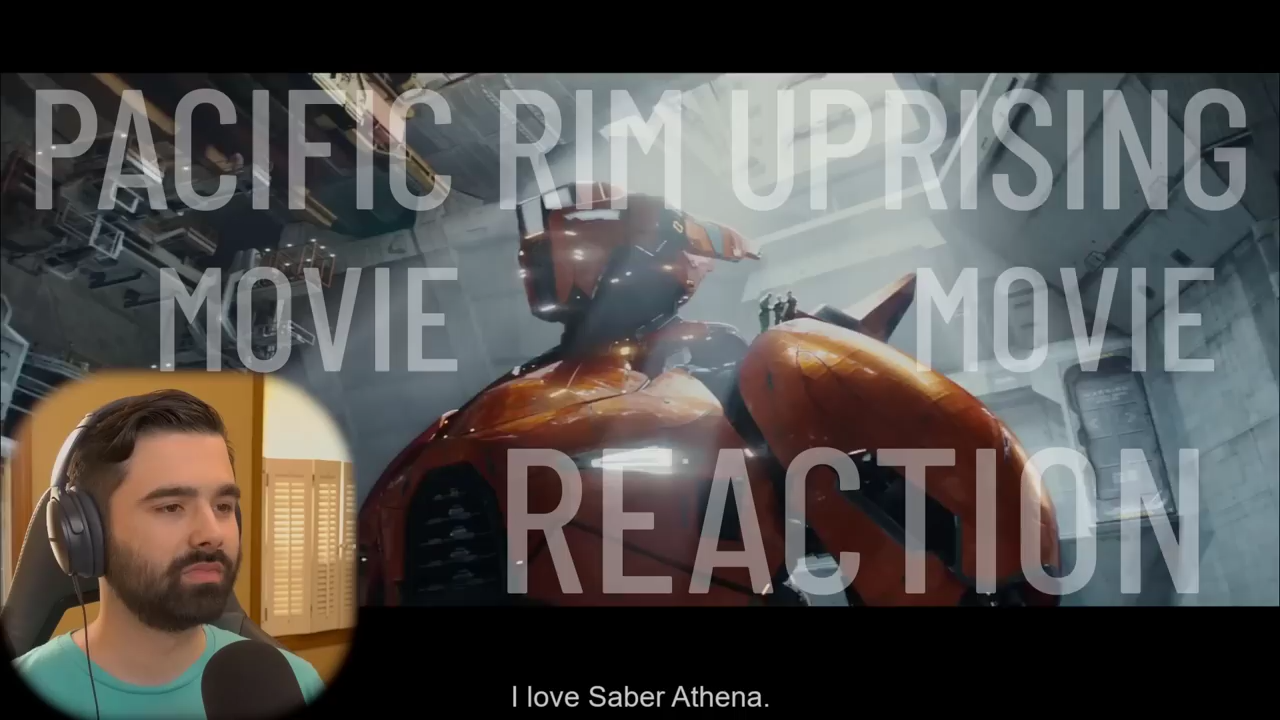 PACIFIC RIM UPRISING
MOVIE MOVIE
REACTION
I love Saber Athena.